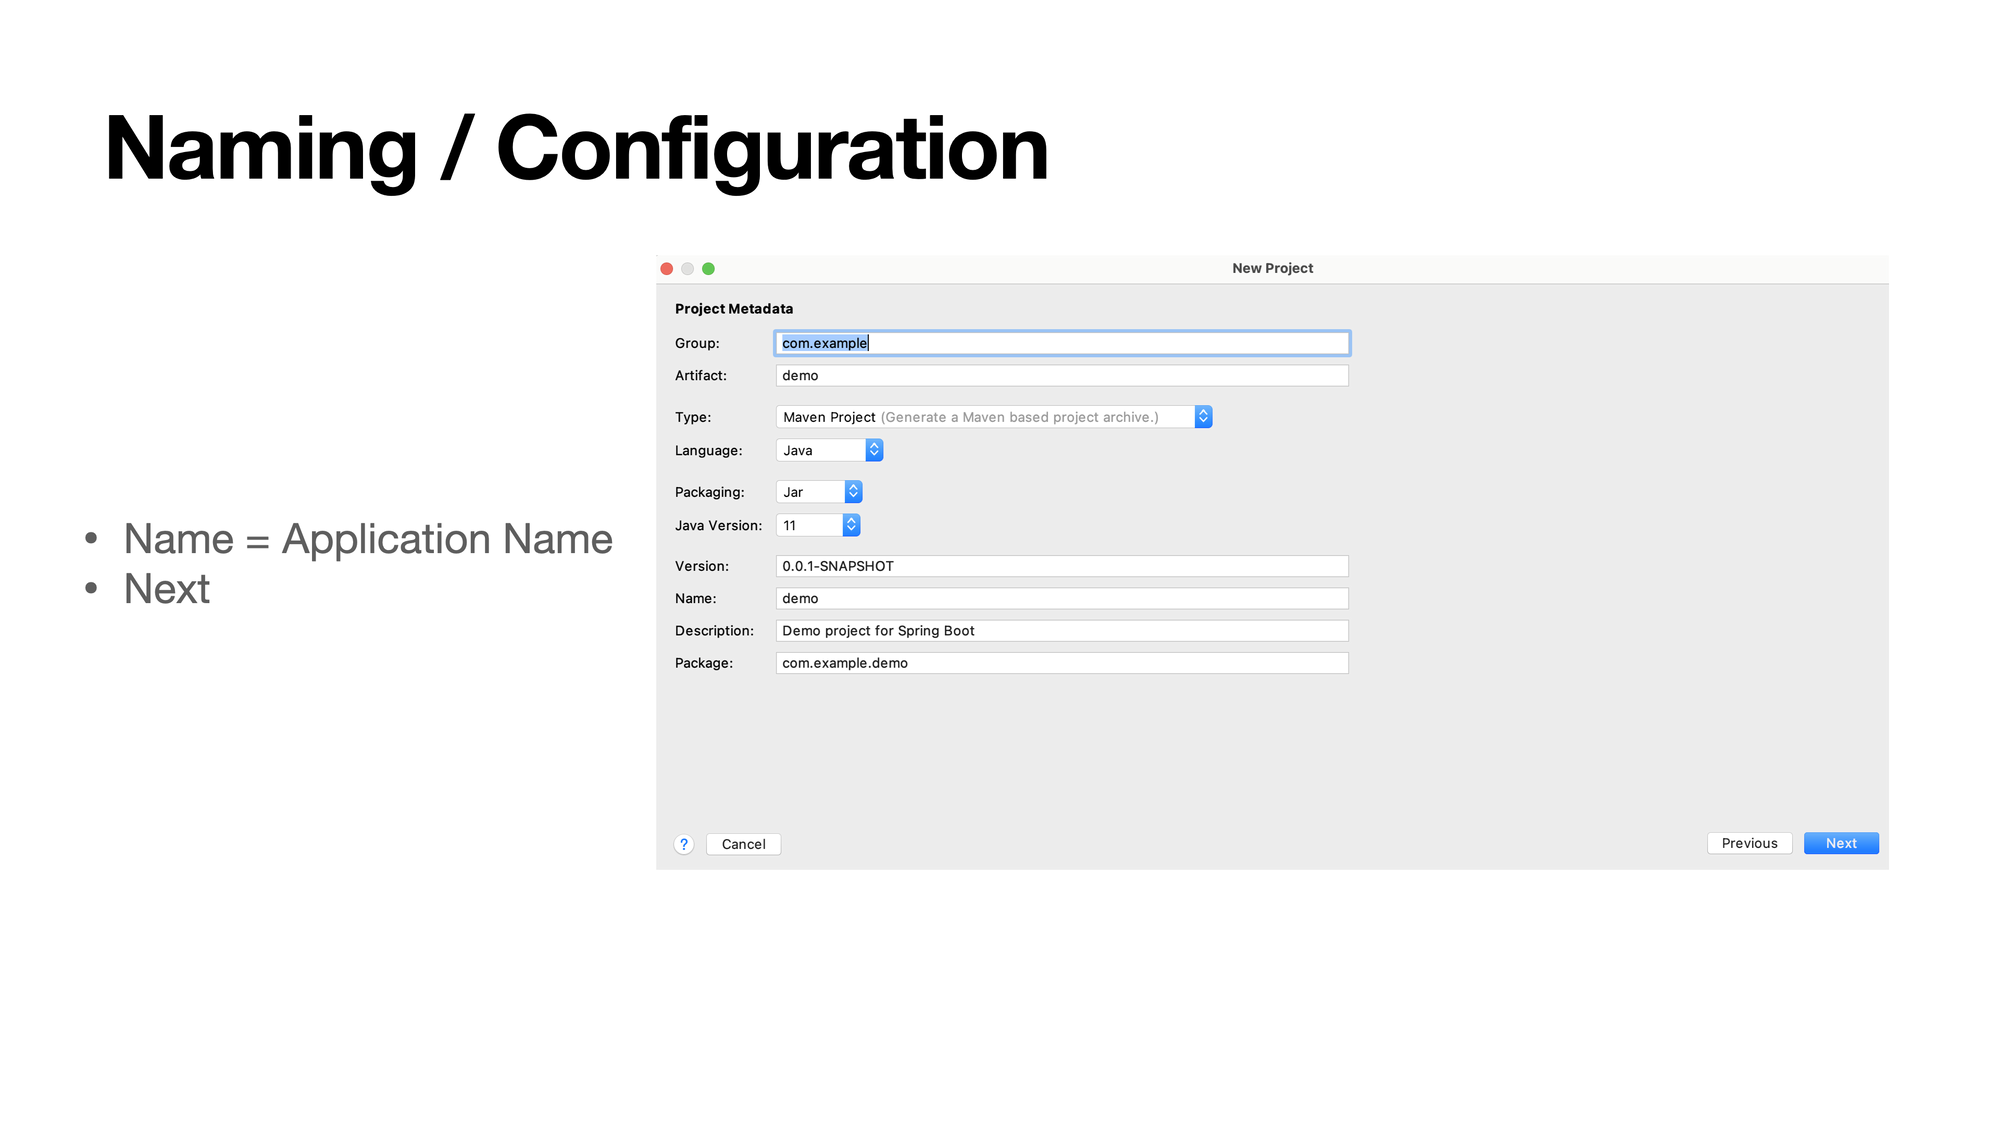 Naming / Configuration
• Name = Application Name
• Next
New Project
Project Metadata
Group: com.example
Artifact: demo
Type: Maven Project (Generate a Maven based project archive.)
Language: Java
Packaging: Jar
Java Version: 11
Version: 0.0.1-SNAPSHOT
Name: demo
Description: Demo project for Spring Boot
Package: com.example.demo
? Cancel Previous Next